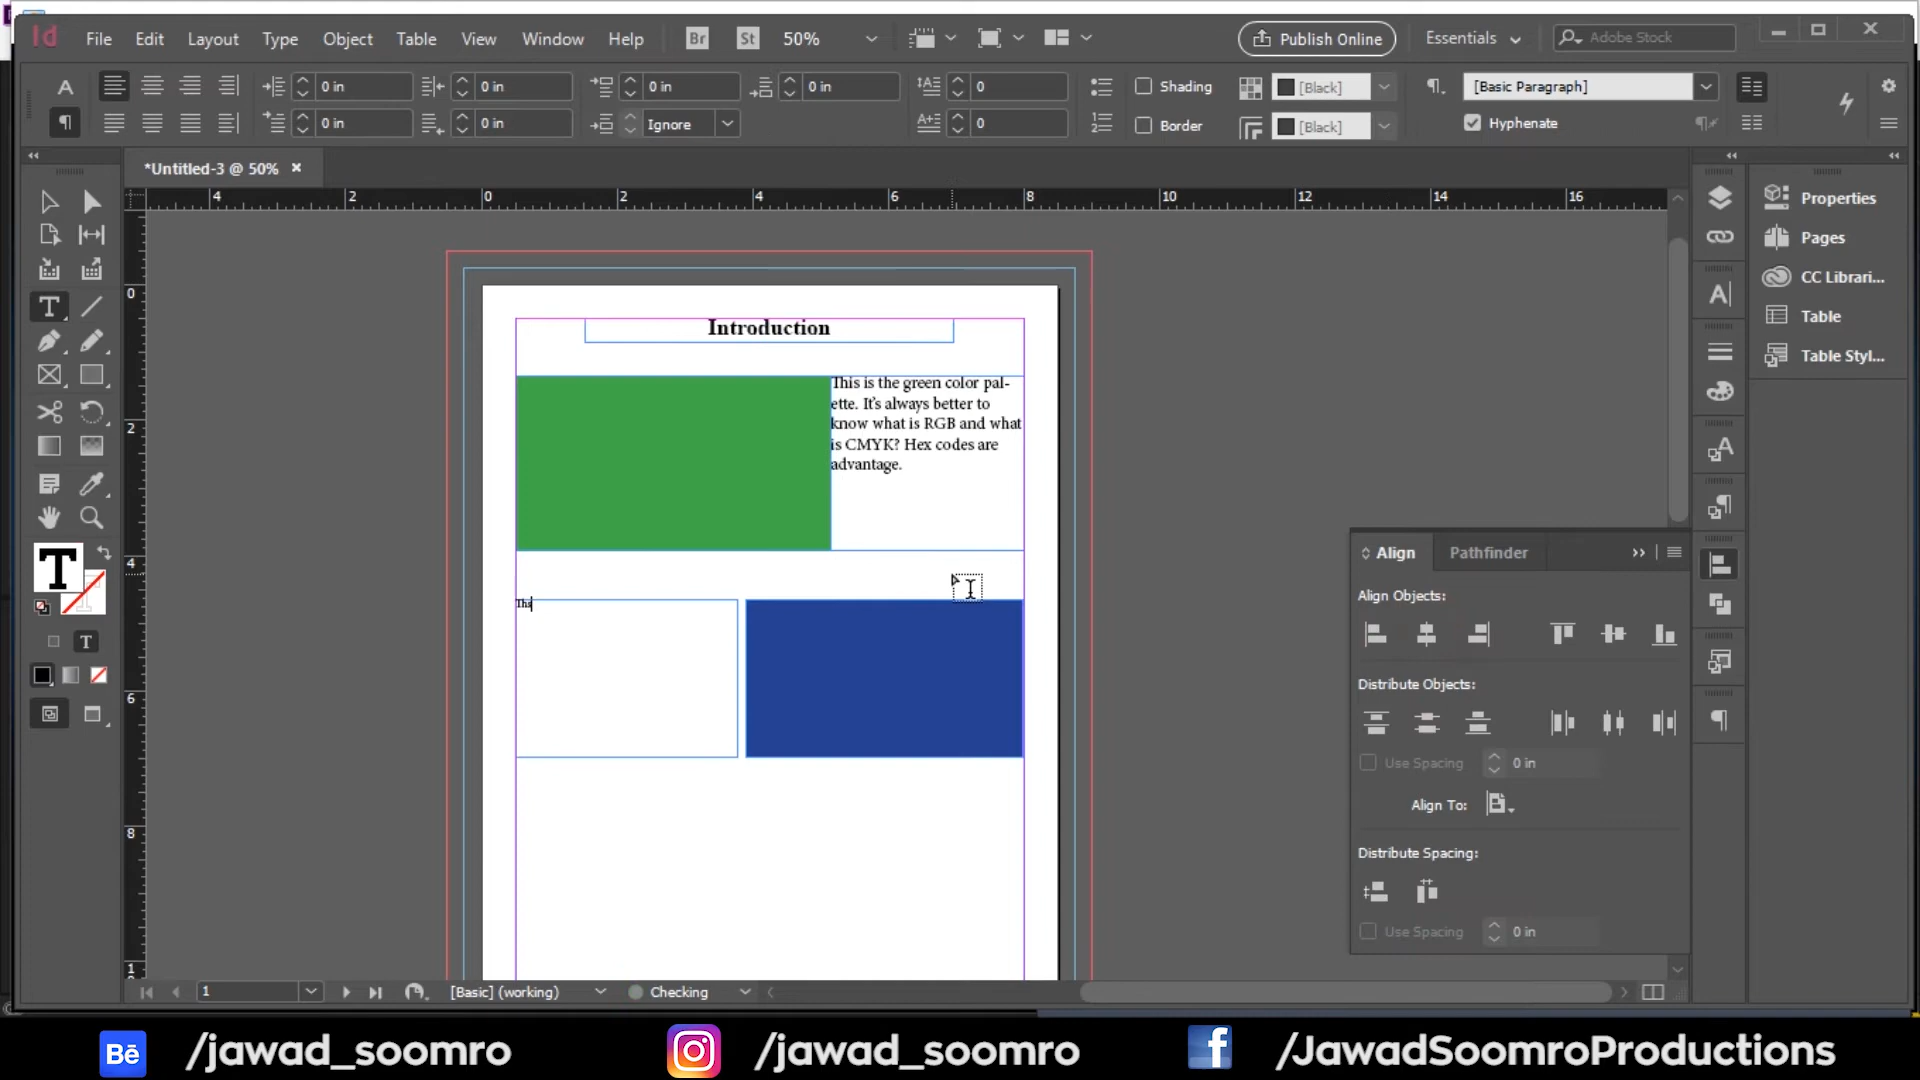 Id File Edit Layout Type Object Table View Window Help Br St 50% Publish Online Essentials Adobe Stock
A 0 in 0 in 0 in 0 in 0 Shading [Black] [Basic Paragraph]
0 in 0 in Ignore 0 Border [Black] Hyphenate
*Untitled-3 @ 50%
4 2 0 2 4 6 8 10 12 14 16
Properties
Pages
CC Librari...
Table
Table Styl...
0
2
4
6
8
1
Introduction
This is the green color pal-
ette. It's always better to
know what is RGB and what
is CMYK? Hex codes are
advantage.
This
Align Pathfinder
Align Objects:
Distribute Objects:
Use Spacing 0 in
Align To:
Distribute Spacing:
Use Spacing 0 in
1 [Basic] (working) Checking
Bē /jawad_soomro /jawad_soomro f /JawadSoomroProductions